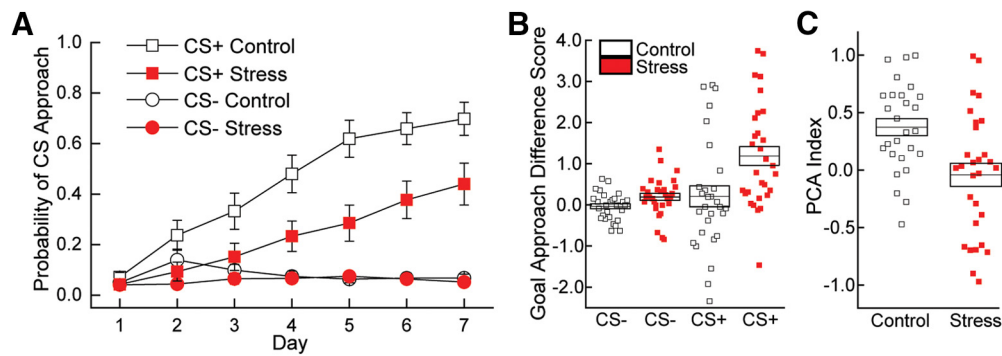 A
Probability of CS Approach
1.0
0.8
0.6
0.4
0.2
0.0
CS+ Control
CS+ Stress
CS- Control
CS- Stress
1 2 3 4 5 6 7
Day
B
Goal Approach Difference Score
4.0
3.0
2.0
1.0
0.0
-1.0
-2.0
Control
Stress
CS- CS- CS+ CS+
C
PCA Index
1.0
0.5
0.0
-0.5
-1.0
Control Stress